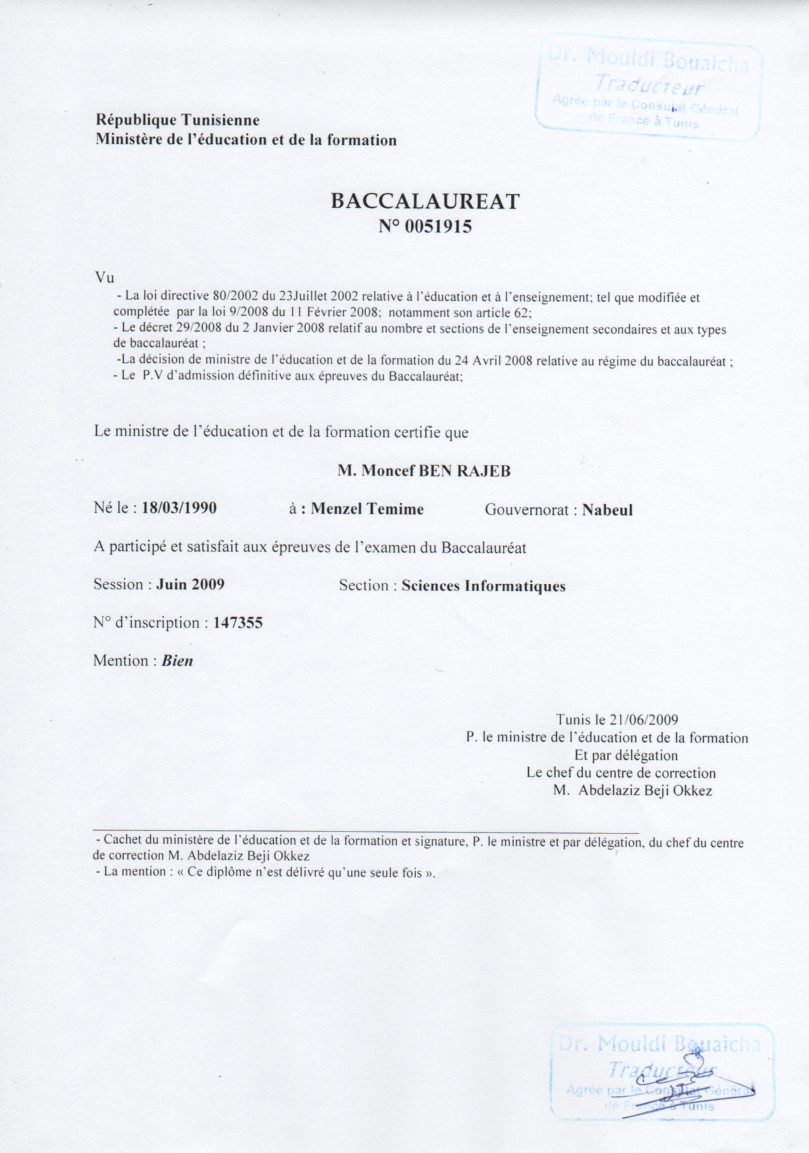 Dr. Mouldi Bouaicha
Traducteur
Agrée par le Consulat Général
de France à Tunis
République Tunisienne
Ministère de l'éducation et de la formation
BACCALAUREAT
N° 0051915
Vu
- La loi directive 80/2002 du 23Juillet 2002 relative à l'éducation et à l'enseignement; tel que modifiée et
complétée par la loi 9/2008 du 11 Février 2008; notamment son article 62;
- Le décret 29/2008 du 2 Janvier 2008 relatif au nombre et sections de l'enseignement secondaires et aux types
de baccalauréat ;
-La décision de ministre de l'éducation et de la formation du 24 Avril 2008 relative au régime du baccalauréat ;
- Le P.V d'admission définitive aux épreuves du Baccalauréat;
Le ministre de l'éducation et de la formation certifie que
M. Moncef BEN RAJEB
Né le : 18/03/1990 à : Menzel Temime Gouvernorat : Nabeul
A participé et satisfait aux épreuves de l'examen du Baccalauréat
Session : Juin 2009 Section : Sciences Informatiques
N° d'inscription : 147355
Mention : Bien
Tunis le 21/06/2009
P. le ministre de l'éducation et de la formation
Et par délégation
Le chef du centre de correction
M. Abdelaziz Beji Okkez
- Cachet du ministère de l'éducation et de la formation et signature, P. le ministre et par délégation, du chef du centre
de correction M. Abdelaziz Beji Okkez
- La mention : « Ce diplôme n'est délivré qu'une seule fois ».
Dr. Mouldi Bouaicha
Traducteur
Agrée par le Consulat Général
de France à Tunis